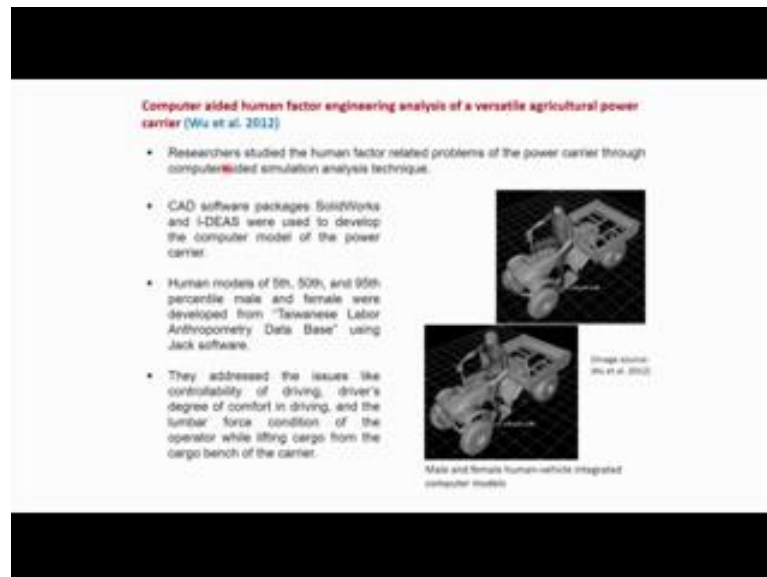 Computer aided human factor engineering analysis of a versatile agricultural power
carrier (Wu et al. 2012)
• Researchers studied the human factor related problems of the power carrier through
computer aided simulation analysis technique.
• CAD software packages SolidWorks
and I-DEAS were used to develop
the computer model of the power
carrier.
• Human models of 5th, 50th, and 95th
percentile male and female were
developed from "Taiwanese Labor
Anthropometry Data Base" using
Jack software.
• They addressed the issues like
controllability of driving, driver's
degree of comfort in driving, and the
lumbar force condition of the
operator while lifting cargo from the
cargo bench of the carrier.
(Image source:
Wu et al. 2012)
Male and female human-vehicle integrated
computer models